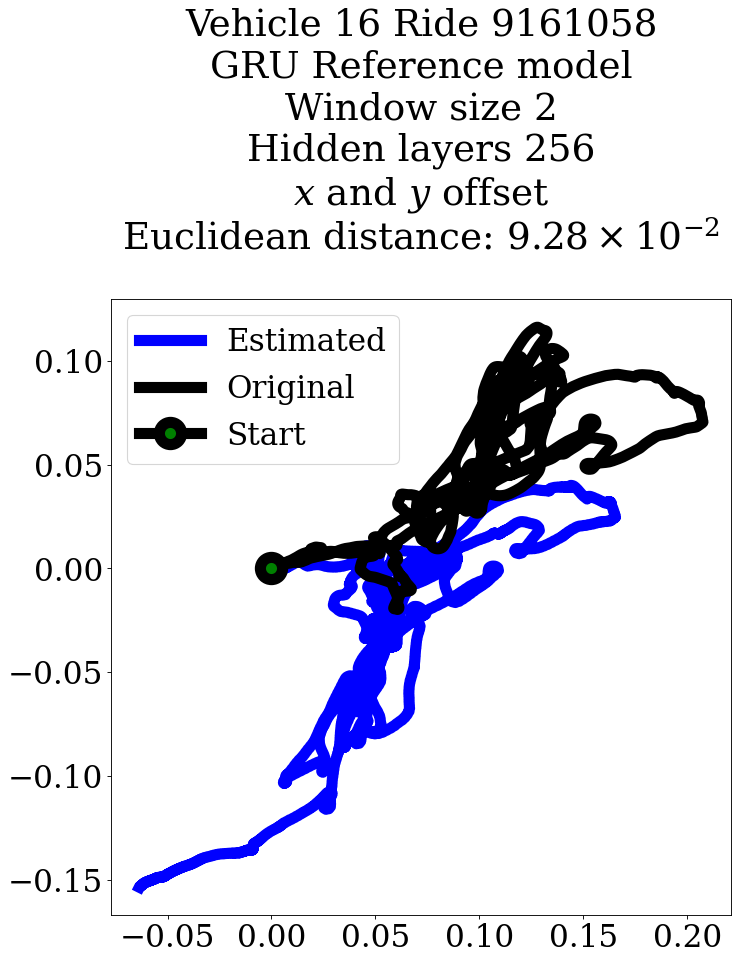 Vehicle 16 Ride 9161058
GRU Reference model
Window size 2
Hidden layers 256
x and y offset
Euclidean distance: 9.28 × 10⁻²
Estimated
Original
Start
0.10
0.05
0.00
−0.05
−0.10
−0.15
−0.05 0.00 0.05 0.10 0.15 0.20